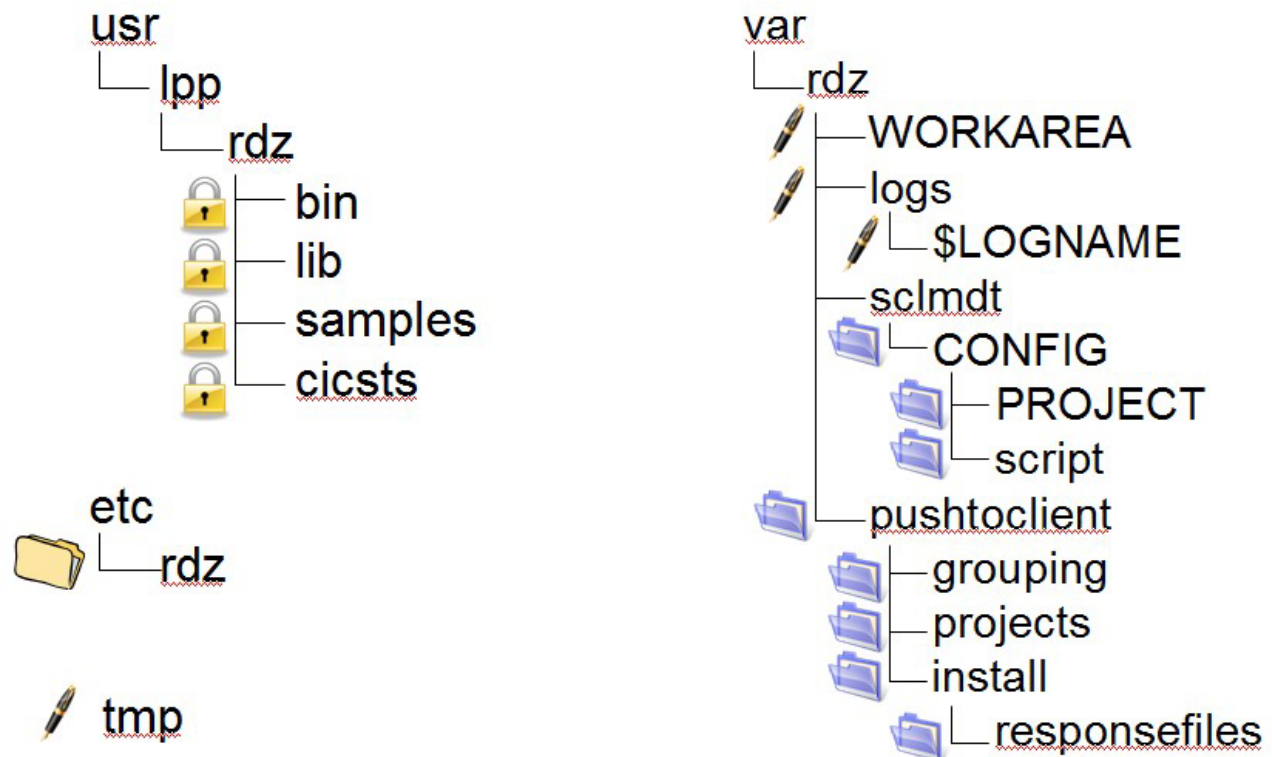 usr
lpp
rdz
bin
lib
samples
cicsts
etc
rdz
tmp
var
rdz
WORKAREA
logs
$LOGNAME
sclmdt
CONFIG
PROJECT
script
pushtoclient
grouping
projects
install
responsefiles